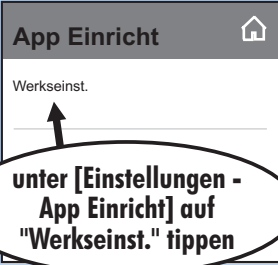 App Einricht
Werkseinst.
unter [Einstellungen -
App Einricht] auf
"Werkseinst." tippen